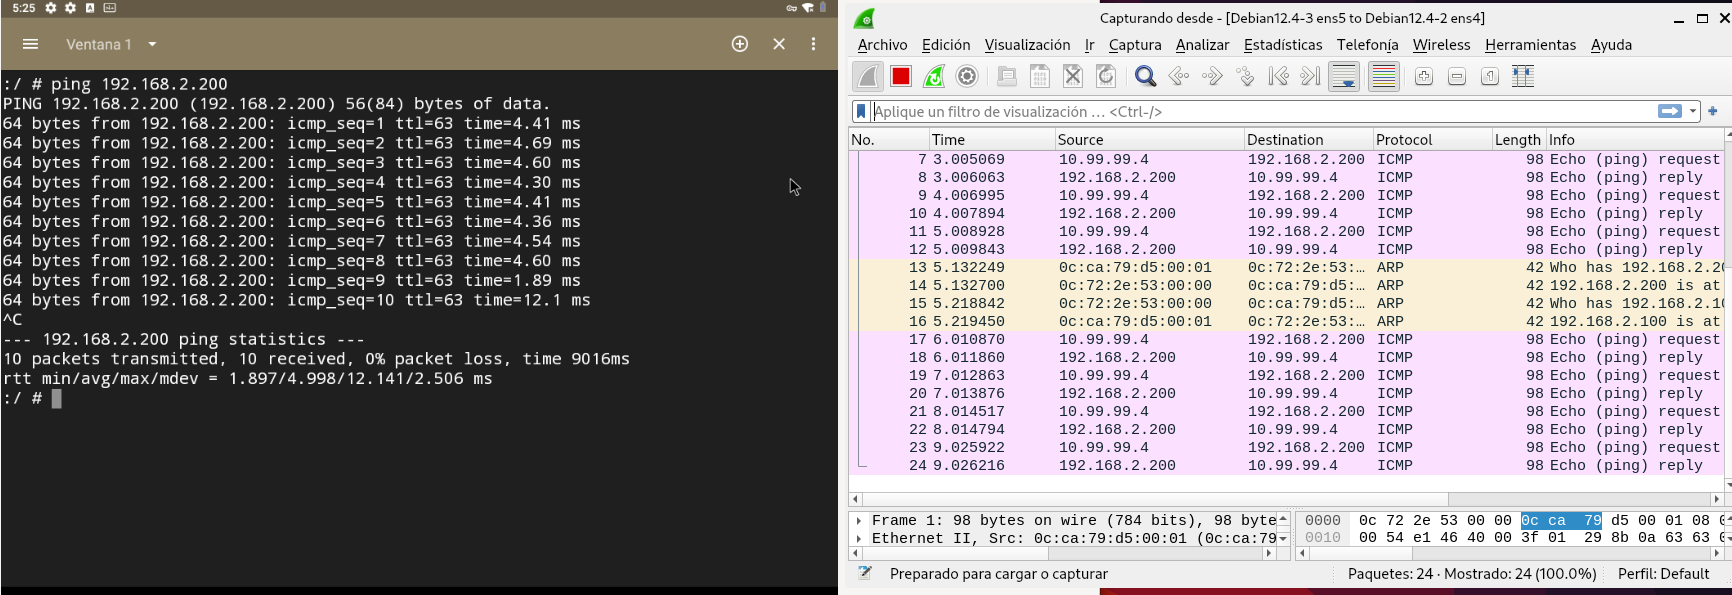 5:25
Ventana 1
:/ # ping 192.168.2.200
PING 192.168.2.200 (192.168.2.200) 56(84) bytes of data.
64 bytes from 192.168.2.200: icmp_seq=1 ttl=63 time=4.41 ms
64 bytes from 192.168.2.200: icmp_seq=2 ttl=63 time=4.69 ms
64 bytes from 192.168.2.200: icmp_seq=3 ttl=63 time=4.60 ms
64 bytes from 192.168.2.200: icmp_seq=4 ttl=63 time=4.30 ms
64 bytes from 192.168.2.200: icmp_seq=5 ttl=63 time=4.41 ms
64 bytes from 192.168.2.200: icmp_seq=6 ttl=63 time=4.36 ms
64 bytes from 192.168.2.200: icmp_seq=7 ttl=63 time=4.54 ms
64 bytes from 192.168.2.200: icmp_seq=8 ttl=63 time=4.60 ms
64 bytes from 192.168.2.200: icmp_seq=9 ttl=63 time=1.89 ms
64 bytes from 192.168.2.200: icmp_seq=10 ttl=63 time=12.1 ms
^C
--- 192.168.2.200 ping statistics ---
10 packets transmitted, 10 received, 0% packet loss, time 9016ms
rtt min/avg/max/mdev = 1.897/4.998/12.141/2.506 ms
:/ #
Capturando desde - [Debian12.4-3 ens5 to Debian12.4-2 ens4]
Archivo Edición Visualización Ir Captura Analizar Estadísticas Telefonía Wireless Herramientas Ayuda
Aplique un filtro de visualización … <Ctrl-/>
No. Time Source Destination Protocol Length Info
7 3.005069 10.99.99.4 192.168.2.200 ICMP 98 Echo (ping) request
8 3.006063 192.168.2.200 10.99.99.4 ICMP 98 Echo (ping) reply
9 4.006995 10.99.99.4 192.168.2.200 ICMP 98 Echo (ping) request
10 4.007894 192.168.2.200 10.99.99.4 ICMP 98 Echo (ping) reply
11 5.008928 10.99.99.4 192.168.2.200 ICMP 98 Echo (ping) request
12 5.009843 192.168.2.200 10.99.99.4 ICMP 98 Echo (ping) reply
13 5.132249 0c:ca:79:d5:00:01 0c:72:2e:53:… ARP 42 Who has 192.168.2.20
14 5.132700 0c:72:2e:53:00:00 0c:ca:79:d5:… ARP 42 192.168.2.200 is at
15 5.218842 0c:72:2e:53:00:00 0c:ca:79:d5:… ARP 42 Who has 192.168.2.10
16 5.219450 0c:ca:79:d5:00:01 0c:72:2e:53:… ARP 42 192.168.2.100 is at
17 6.010870 10.99.99.4 192.168.2.200 ICMP 98 Echo (ping) request
18 6.011860 192.168.2.200 10.99.99.4 ICMP 98 Echo (ping) reply
19 7.012863 10.99.99.4 192.168.2.200 ICMP 98 Echo (ping) request
20 7.013876 192.168.2.200 10.99.99.4 ICMP 98 Echo (ping) reply
21 8.014517 10.99.99.4 192.168.2.200 ICMP 98 Echo (ping) request
22 8.014794 192.168.2.200 10.99.99.4 ICMP 98 Echo (ping) reply
23 9.025922 10.99.99.4 192.168.2.200 ICMP 98 Echo (ping) request
24 9.026216 192.168.2.200 10.99.99.4 ICMP 98 Echo (ping) reply
Frame 1: 98 bytes on wire (784 bits), 98 byte
Ethernet II, Src: 0c:ca:79:d5:00:01 (0c:ca:79
0000 0c 72 2e 53 00 00 0c ca 79 d5 00 01 08 0
0010 00 54 e1 46 40 00 3f 01 29 8b 0a 63 63 0
Preparado para cargar o capturar
Paquetes: 24 · Mostrado: 24 (100.0%)
Perfil: Default